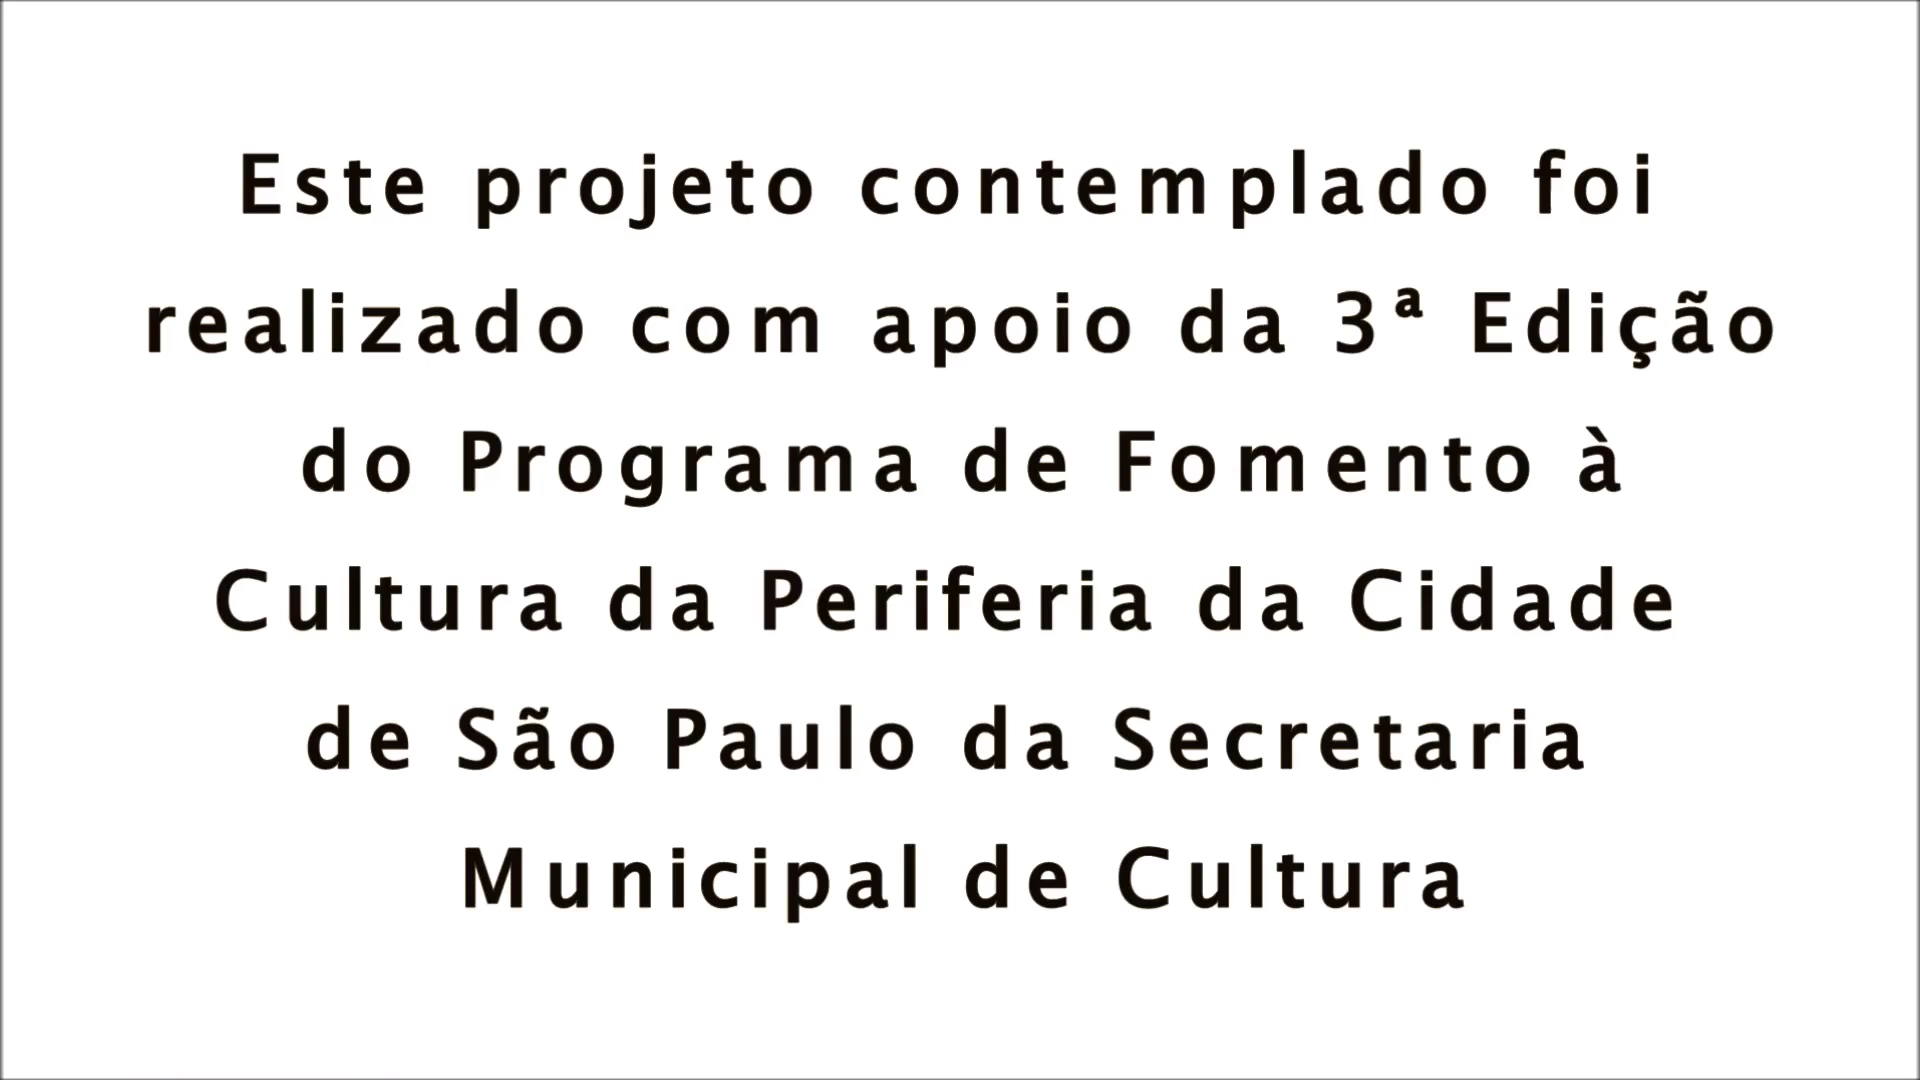 Este projeto contemplado foi
realizado com apoio da 3ª Edição
do Programa de Fomento à
Cultura da Periferia da Cidade
de São Paulo da Secretaria
Municipal de Cultura